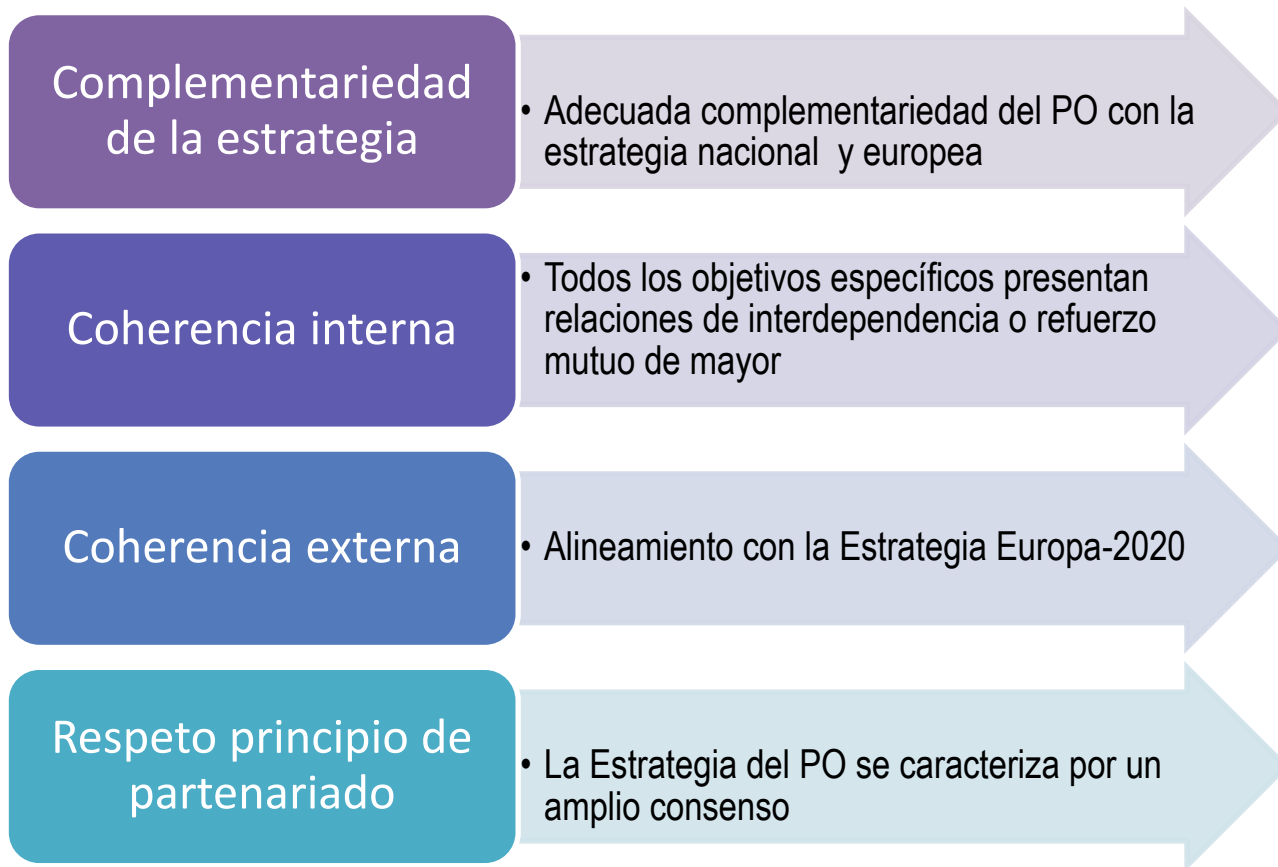 Complementariedad
de la estrategia
• Adecuada complementariedad del PO con la
estrategia nacional  y europea
Coherencia interna
• Todos los objetivos específicos presentan
relaciones de interdependencia o refuerzo
mutuo de mayor
Coherencia externa
• Alineamiento con la Estrategia Europa-2020
Respeto principio de
partenariado
• La Estrategia del PO se caracteriza por un
amplio consenso